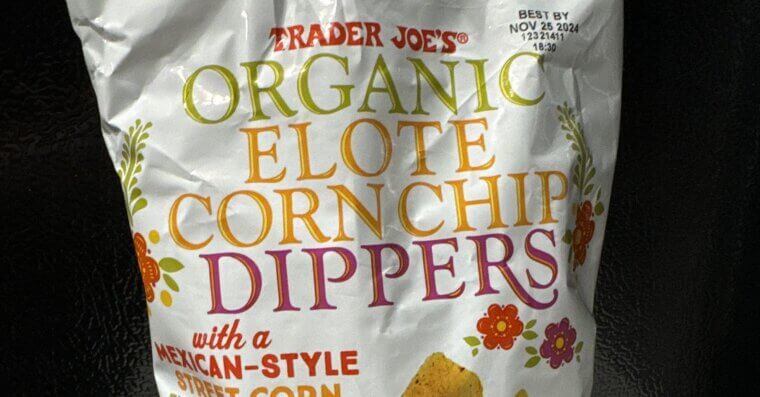 TRADER JOE'S®
BEST BY
NOV 25 2024
12321411
18:30
ORGANIC
ELOTE
CORN CHIP
DIPPERS
with a
MEXICAN-STYLE
STREET CORN